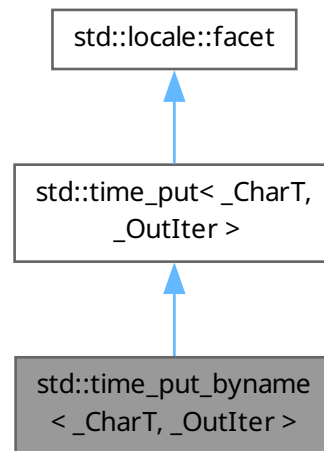 std::locale::facet
std::time_put< _CharT,
_OutIter >
std::time_put_byname
< _CharT, _OutIter >